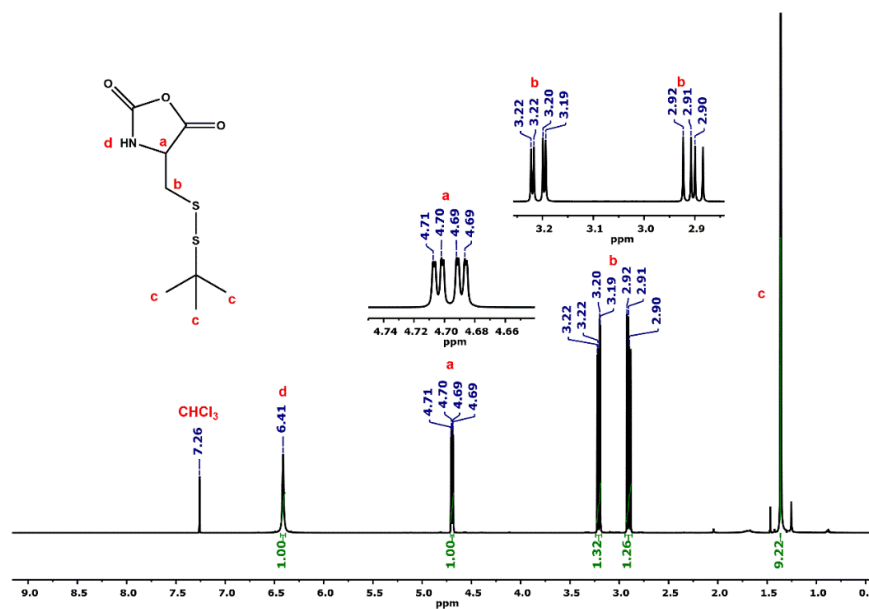 O
O
O
HN
d
a
b
S
S
c
c
c
CHCl3
7.26
d
6.41
a
4.71
4.70
4.69
4.69
4.74 4.72 4.70 4.68 4.66
ppm
a
4.71
4.70
4.69
4.69
b
3.22
3.22
3.20
3.19
b
2.92
2.91
2.90
3.2 3.1 3.0 2.9
ppm
b
3.22
3.22
3.20
3.19
2.92
2.91
2.90
c
1.00
1.00
1.32
1.26
9.22
9.0 8.5 8.0 7.5 7.0 6.5 6.0 5.5 5.0 4.5 4.0 3.5 3.0 2.5 2.0 1.5 1.0 0.5 0.
ppm